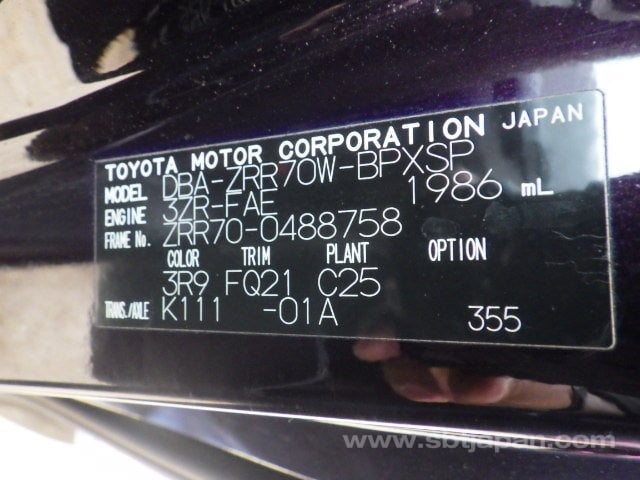 TOYOTA MOTOR CORPORATION JAPAN
MODEL DBA-ZRR70W-BPXSP
ENGINE 3ZR-FAE 1986 mL
FRAME No. ZRR70-0488758
COLOR TRIM PLANT OPTION
3R9 FQ21 C25
TRANS./AXLE K111 -01A 355
www.sbtjapan.com